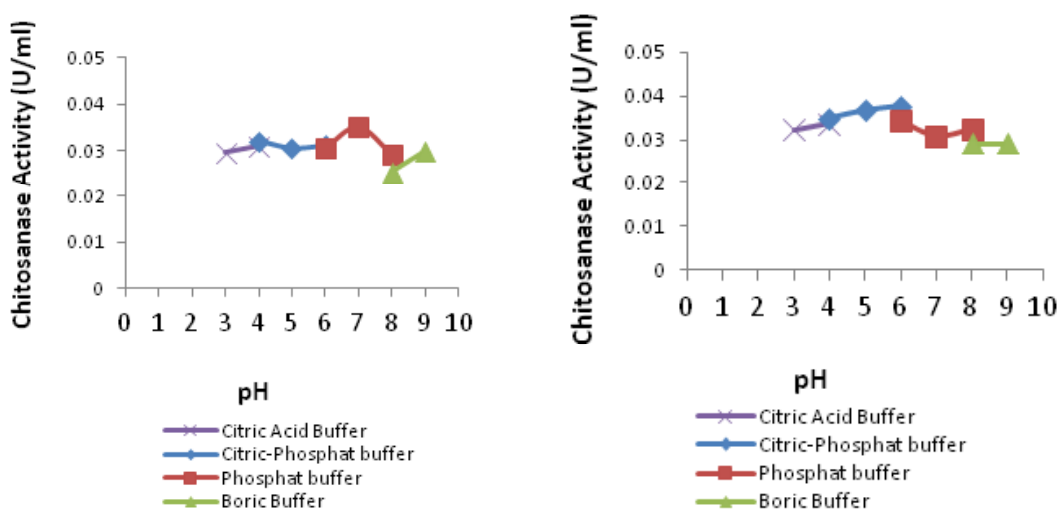 Chitosanase Activity (U/ml)
0.05
0.04
0.03
0.02
0.01
0
0 1 2 3 4 5 6 7 8 9 10
pH
Citric Acid Buffer
Citric-Phosphat buffer
Phosphat buffer
Boric Buffer
Chitosanase Activity (U/ml)
0.05
0.04
0.03
0.02
0.01
0
0 1 2 3 4 5 6 7 8 9 10
pH
Citric Acid Buffer
Citric-Phosphat buffer
Phosphat buffer
Boric Buffer